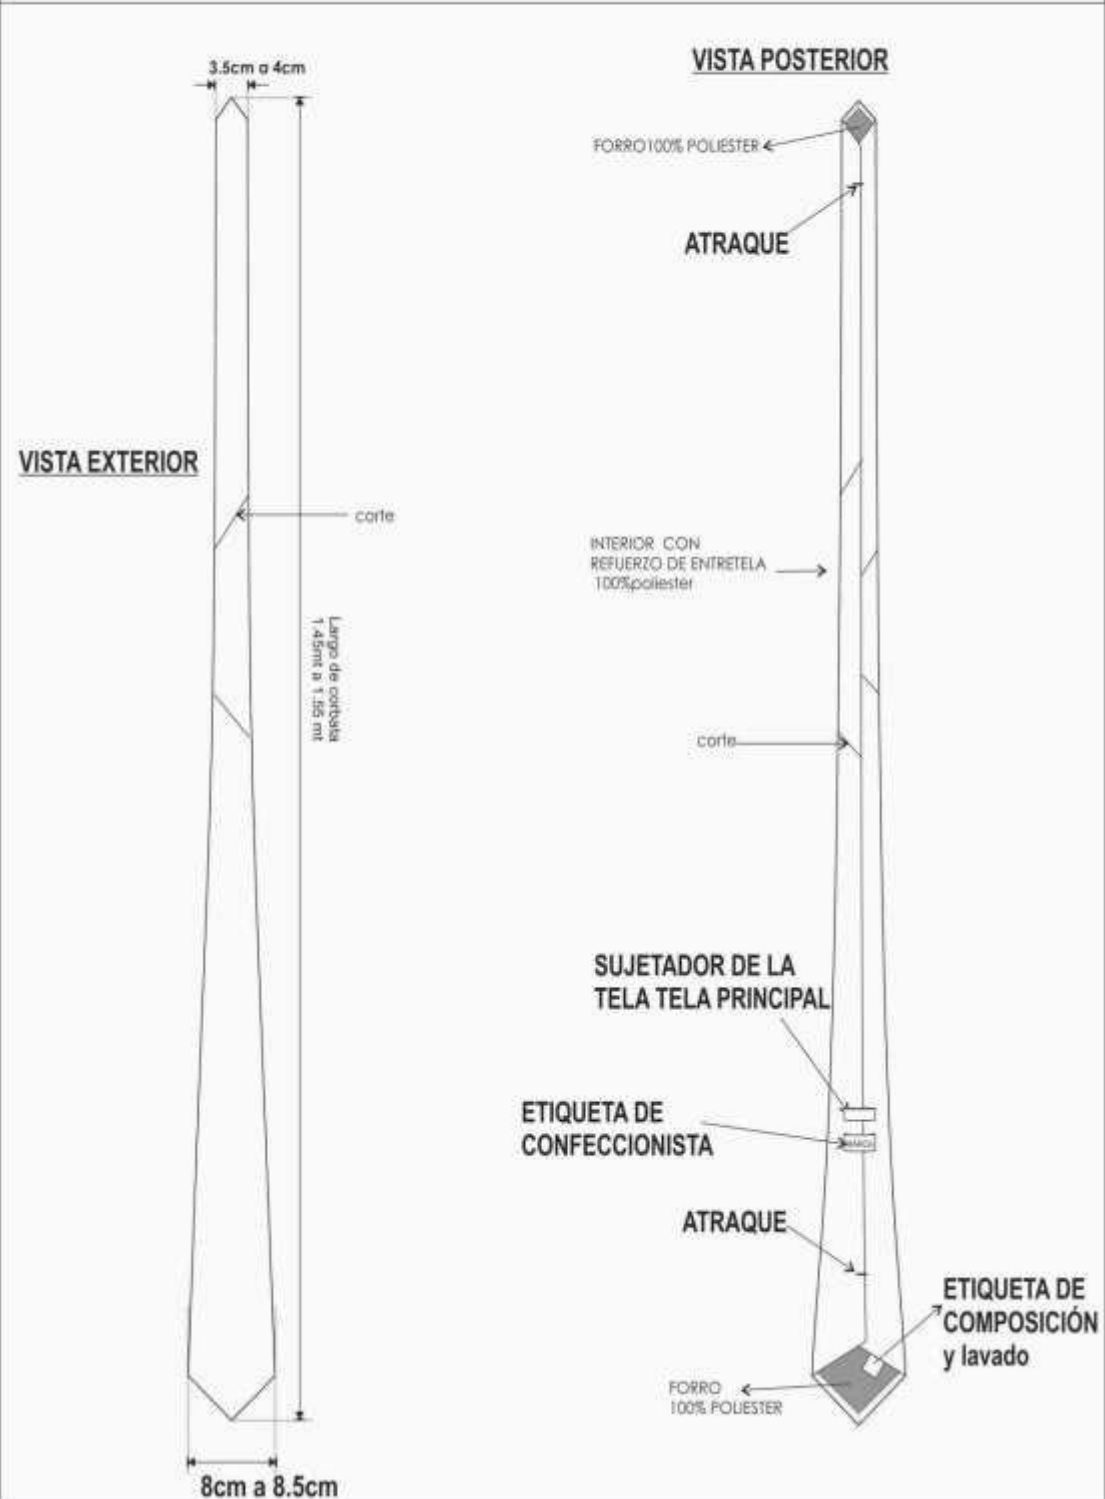 3.5cm a 4cm
VISTA EXTERIOR
corte
Largo de corbata
1.45mt a 1.55 mt
8cm a 8.5cm
VISTA POSTERIOR
FORRO100% POLIESTER
ATRAQUE
INTERIOR CON
REFUERZO DE ENTRETELA
100%poliester
corte
SUJETADOR DE LA
TELA TELA PRINCIPAL
ETIQUETA DE
CONFECCIONISTA
ATRAQUE
ETIQUETA DE
COMPOSICIÓN
y lavado
FORRO
100% POLIESTER